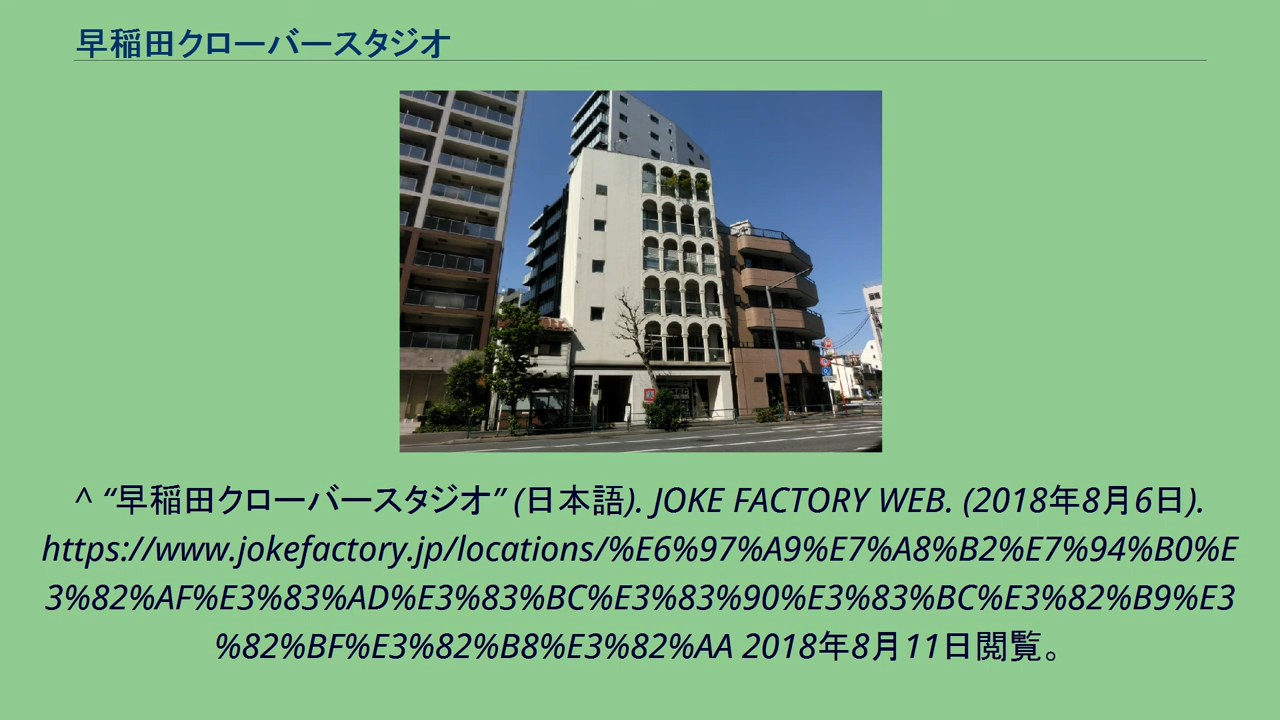 早稲田クローバースタジオ
^ “早稲田クローバースタジオ” (日本語). JOKE FACTORY WEB. (2018年8月6日).
https://www.jokefactory.jp/locations/%E6%97%A9%E7%A8%B2%E7%94%B0%E
3%82%AF%E3%83%AD%E3%83%BC%E3%83%90%E3%83%BC%E3%82%B9%E3
%82%BF%E3%82%B8%E3%82%AA 2018年8月11日閲覧。